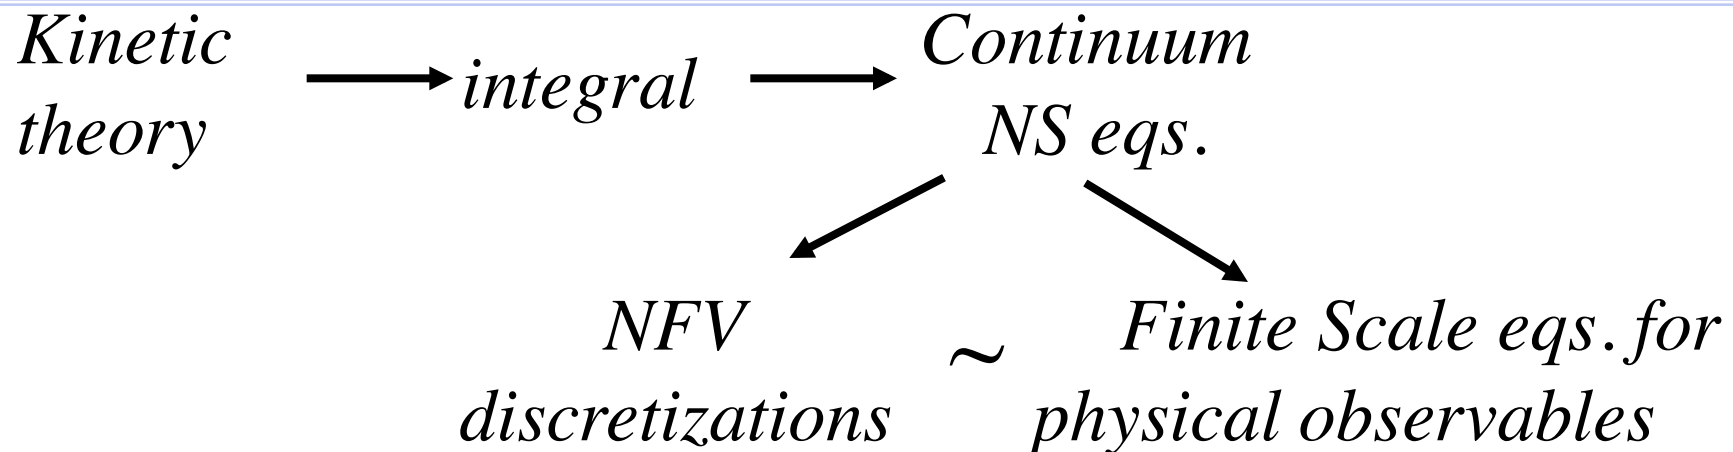 Kinetic
theory
integral
Continuum
NS eqs.
NFV
discretizations
~
Finite Scale eqs. for
physical observables